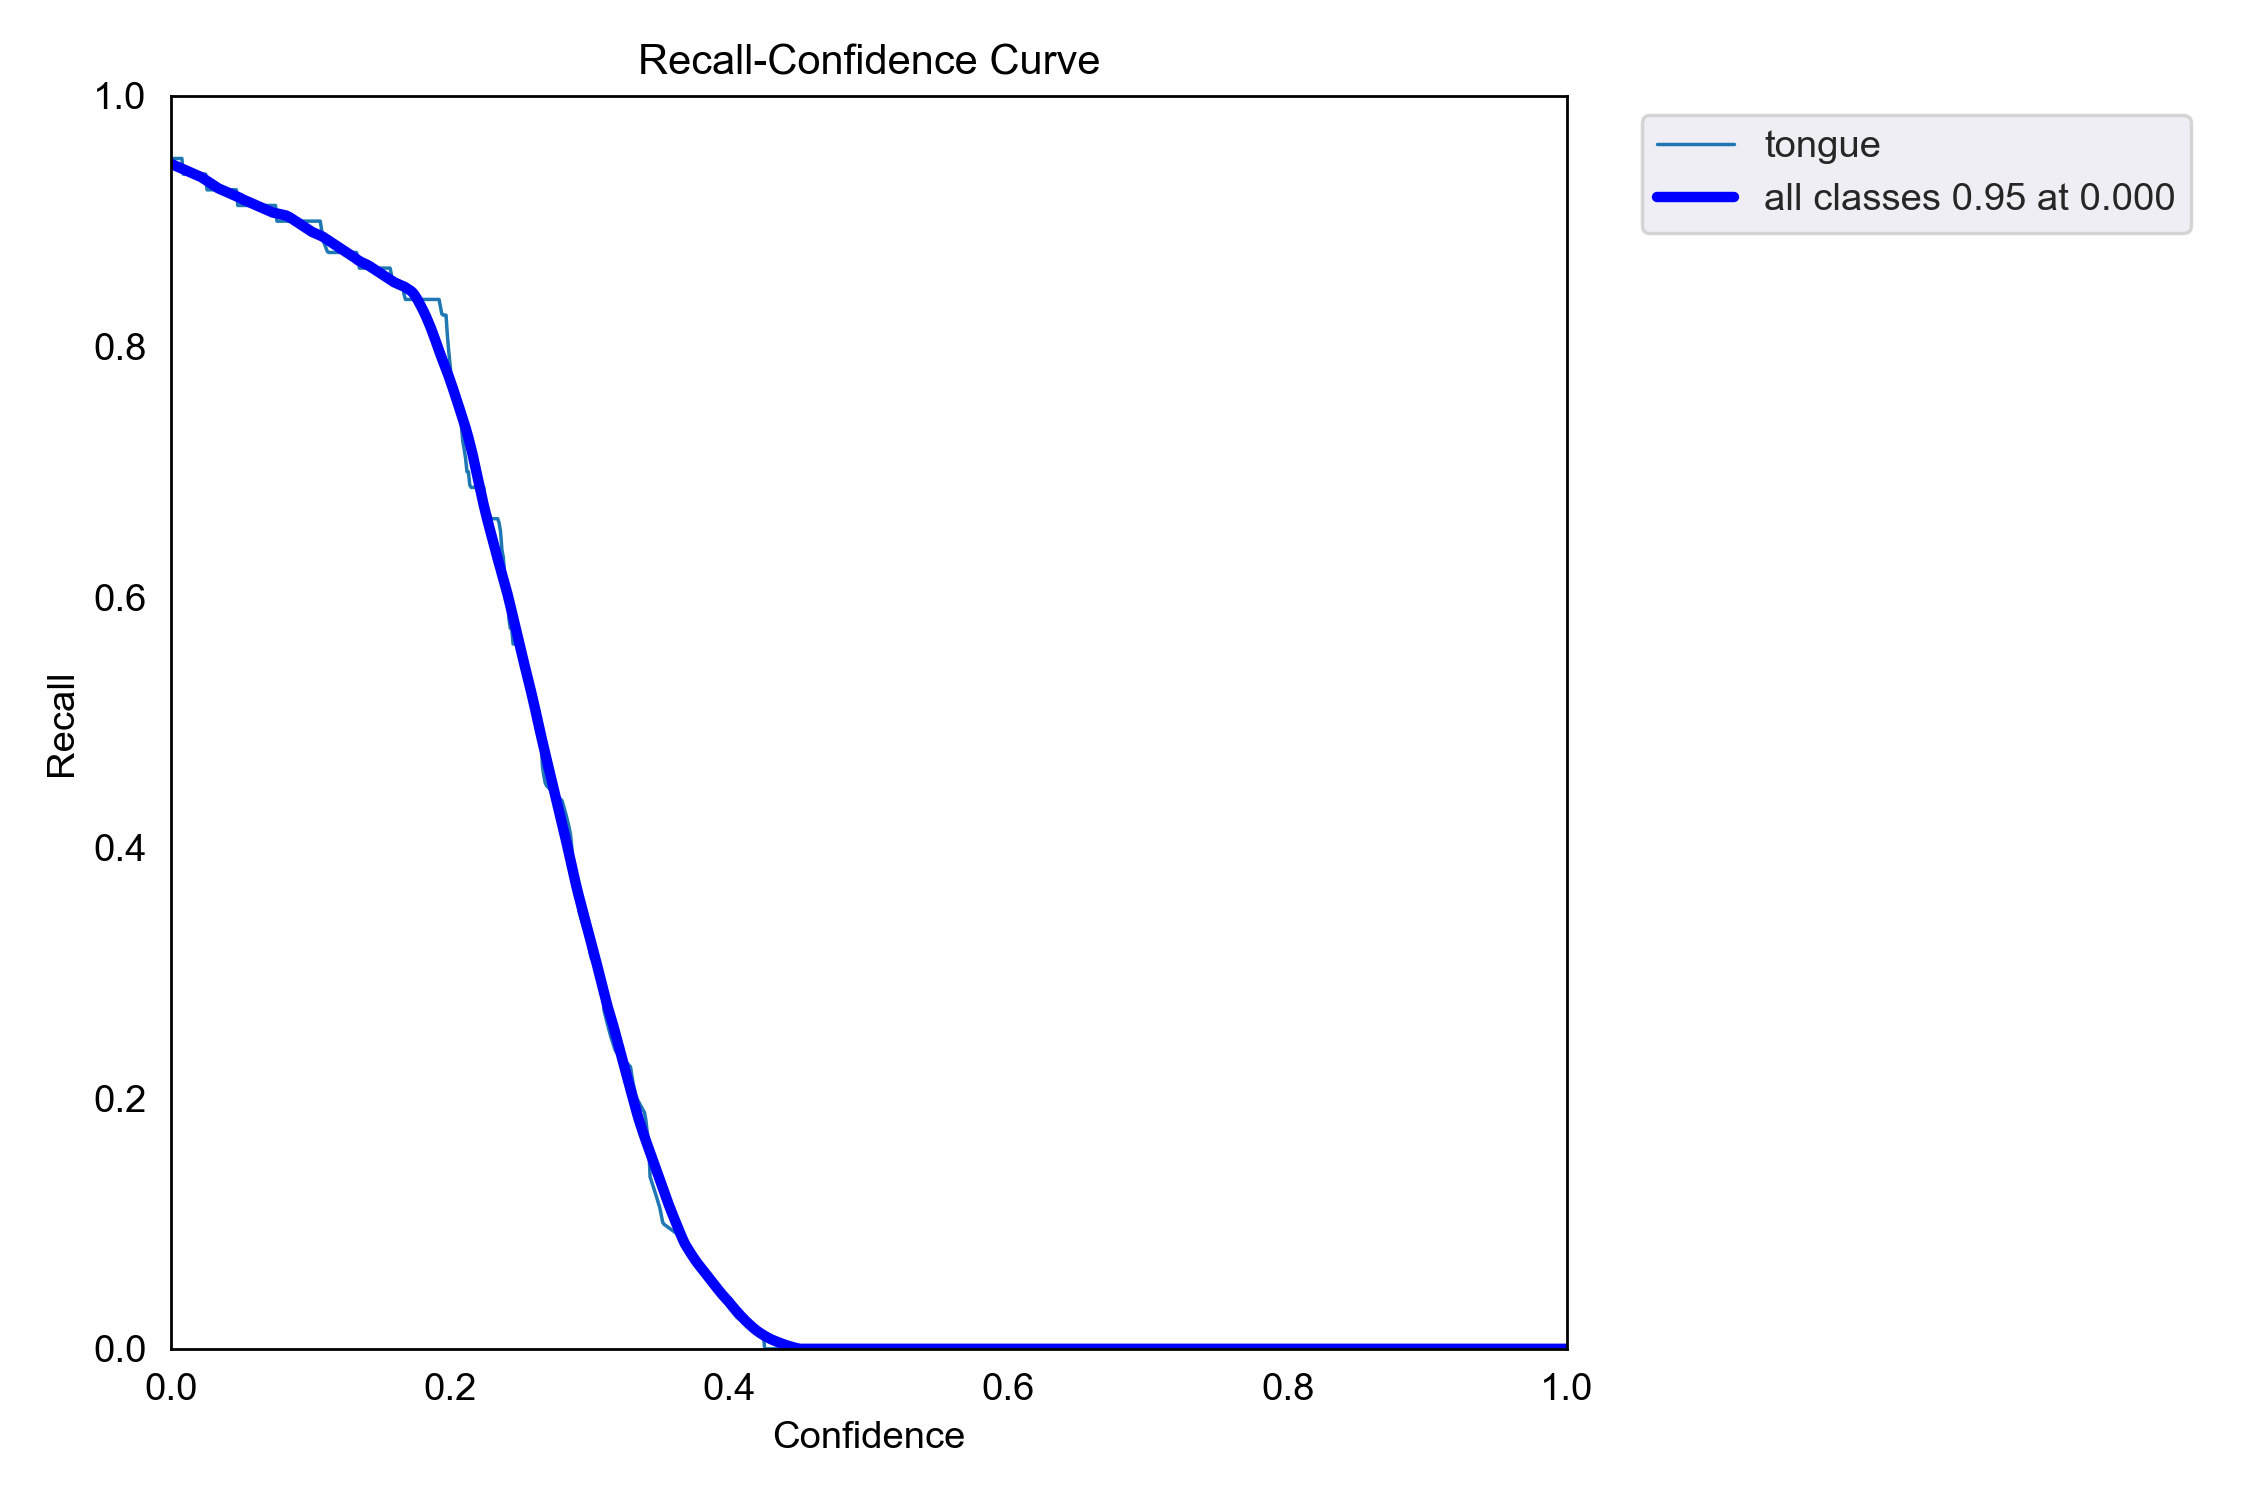 Recall-Confidence Curve
1.0
0.8
0.6
0.4
0.2
0.0
Recall
0.0 0.2 0.4 0.6 0.8 1.0
Confidence
tongue
all classes 0.95 at 0.000